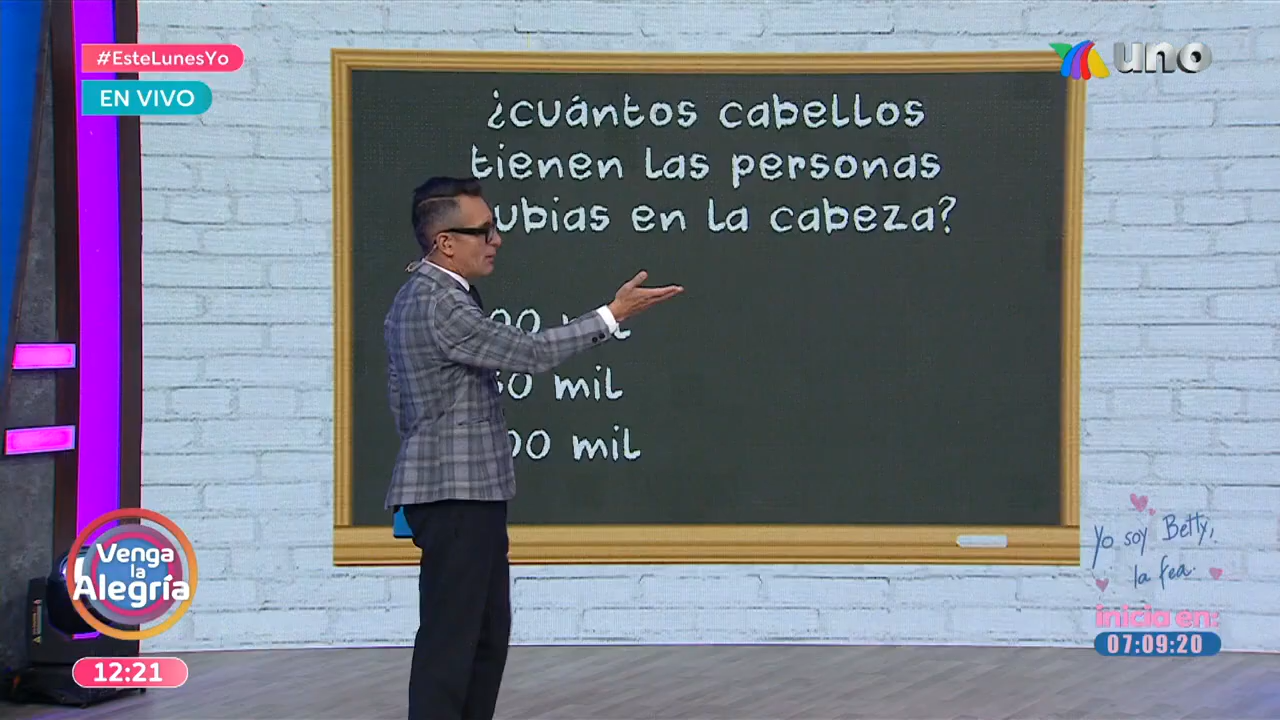 #EsteLunesYo
EN VIVO
uno
¿cuántos cabellos
tienen las personas
en la cabeza?
mil
mil
Yo soy Betty,
la fea.
inicia en:
07:09:20
Venga
la
Alegría
12:21